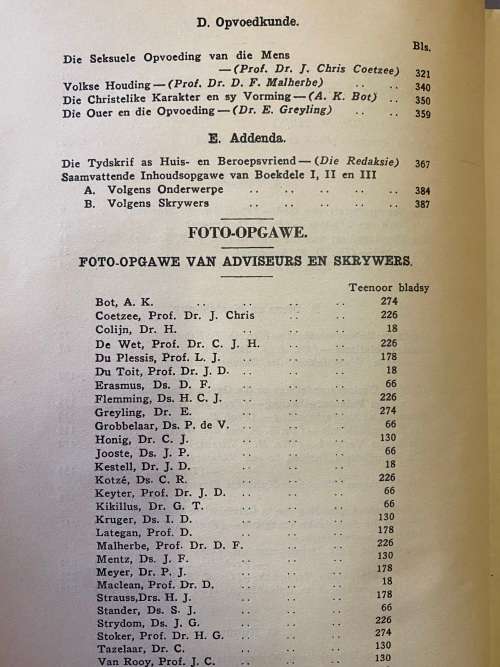 D. Opvoedkunde.
Bls.
Die Seksuele Opvoeding van die Mens
—(Prof. Dr. J. Chris Coetzee) 321
Volkse Houding—(Prof. Dr. D. F. Malherbe) .. .. 340
Die Christelike Karakter en sy Vorming—(A. K. Bot) .. 350
Die Ouer en die Opvoeding—(Dr. E. Greyling) .. .. 359
E. Addenda.
Die Tydskrif as Huis- en Beroepsvriend—(Die Redaksie) 367
Saamvattende Inhoudsopgawe van Boekdele I, II en III
A. Volgens Onderwerpe .. .. .. .. .. 384
B. Volgens Skrywers .. .. .. .. .. 387
FOTO-OPGAWE.
FOTO-OPGAWE VAN ADVISEURS EN SKRYWERS.
Teenoor bladsy
Bot, A. K. .. .. .. .. 274
Coetzee, Prof. Dr. J. Chris .. .. 226
Colijn, Dr. H. .. .. .. 18
De Wet, Prof. Dr. C. J. H. .. .. 226
Du Plessis, Prof. L. J. .. .. 178
Du Toit, Prof. Dr. J. D. .. .. .. 18
Erasmus, Ds. D. F. .. .. .. 66
Flemming, Ds. H. C. J. .. .. .. 226
Greyling, Dr. E. .. .. .. 274
Grobbelaar, Ds. P. de V. .. .. .. 66
Honig, Dr. C. J. .. .. .. 130
Jooste, Ds. J. P. .. .. .. 66
Kestell, Dr. J. D. .. .. .. 18
Kotzé, Ds. C. R. .. .. .. 226
Keyter, Prof. Dr. J. D. .. .. .. 66
Kikillus, Dr. G. T. .. .. .. 66
Kruger, Ds. I. D. .. .. .. 130
Lategan, Prof. D. .. .. .. 178
Malherbe, Prof. Dr. D. F. .. .. 226
Mentz, Ds. J. F. .. .. .. 130
Meyer, Dr. P. J. .. .. .. 178
Maclean, Prof. Dr. D. .. .. .. 18
Strauss,Drs. H. J. .. .. .. 178
Stander, Ds. S. J. .. .. .. 66
Strydom, Ds. J. G. .. .. .. 226
Stoker, Prof. Dr. H. G. .. .. .. 274
Tazelaar, Dr. C. .. .. .. 130
Van Rooy, Prof. J. C. .. .. .. 130